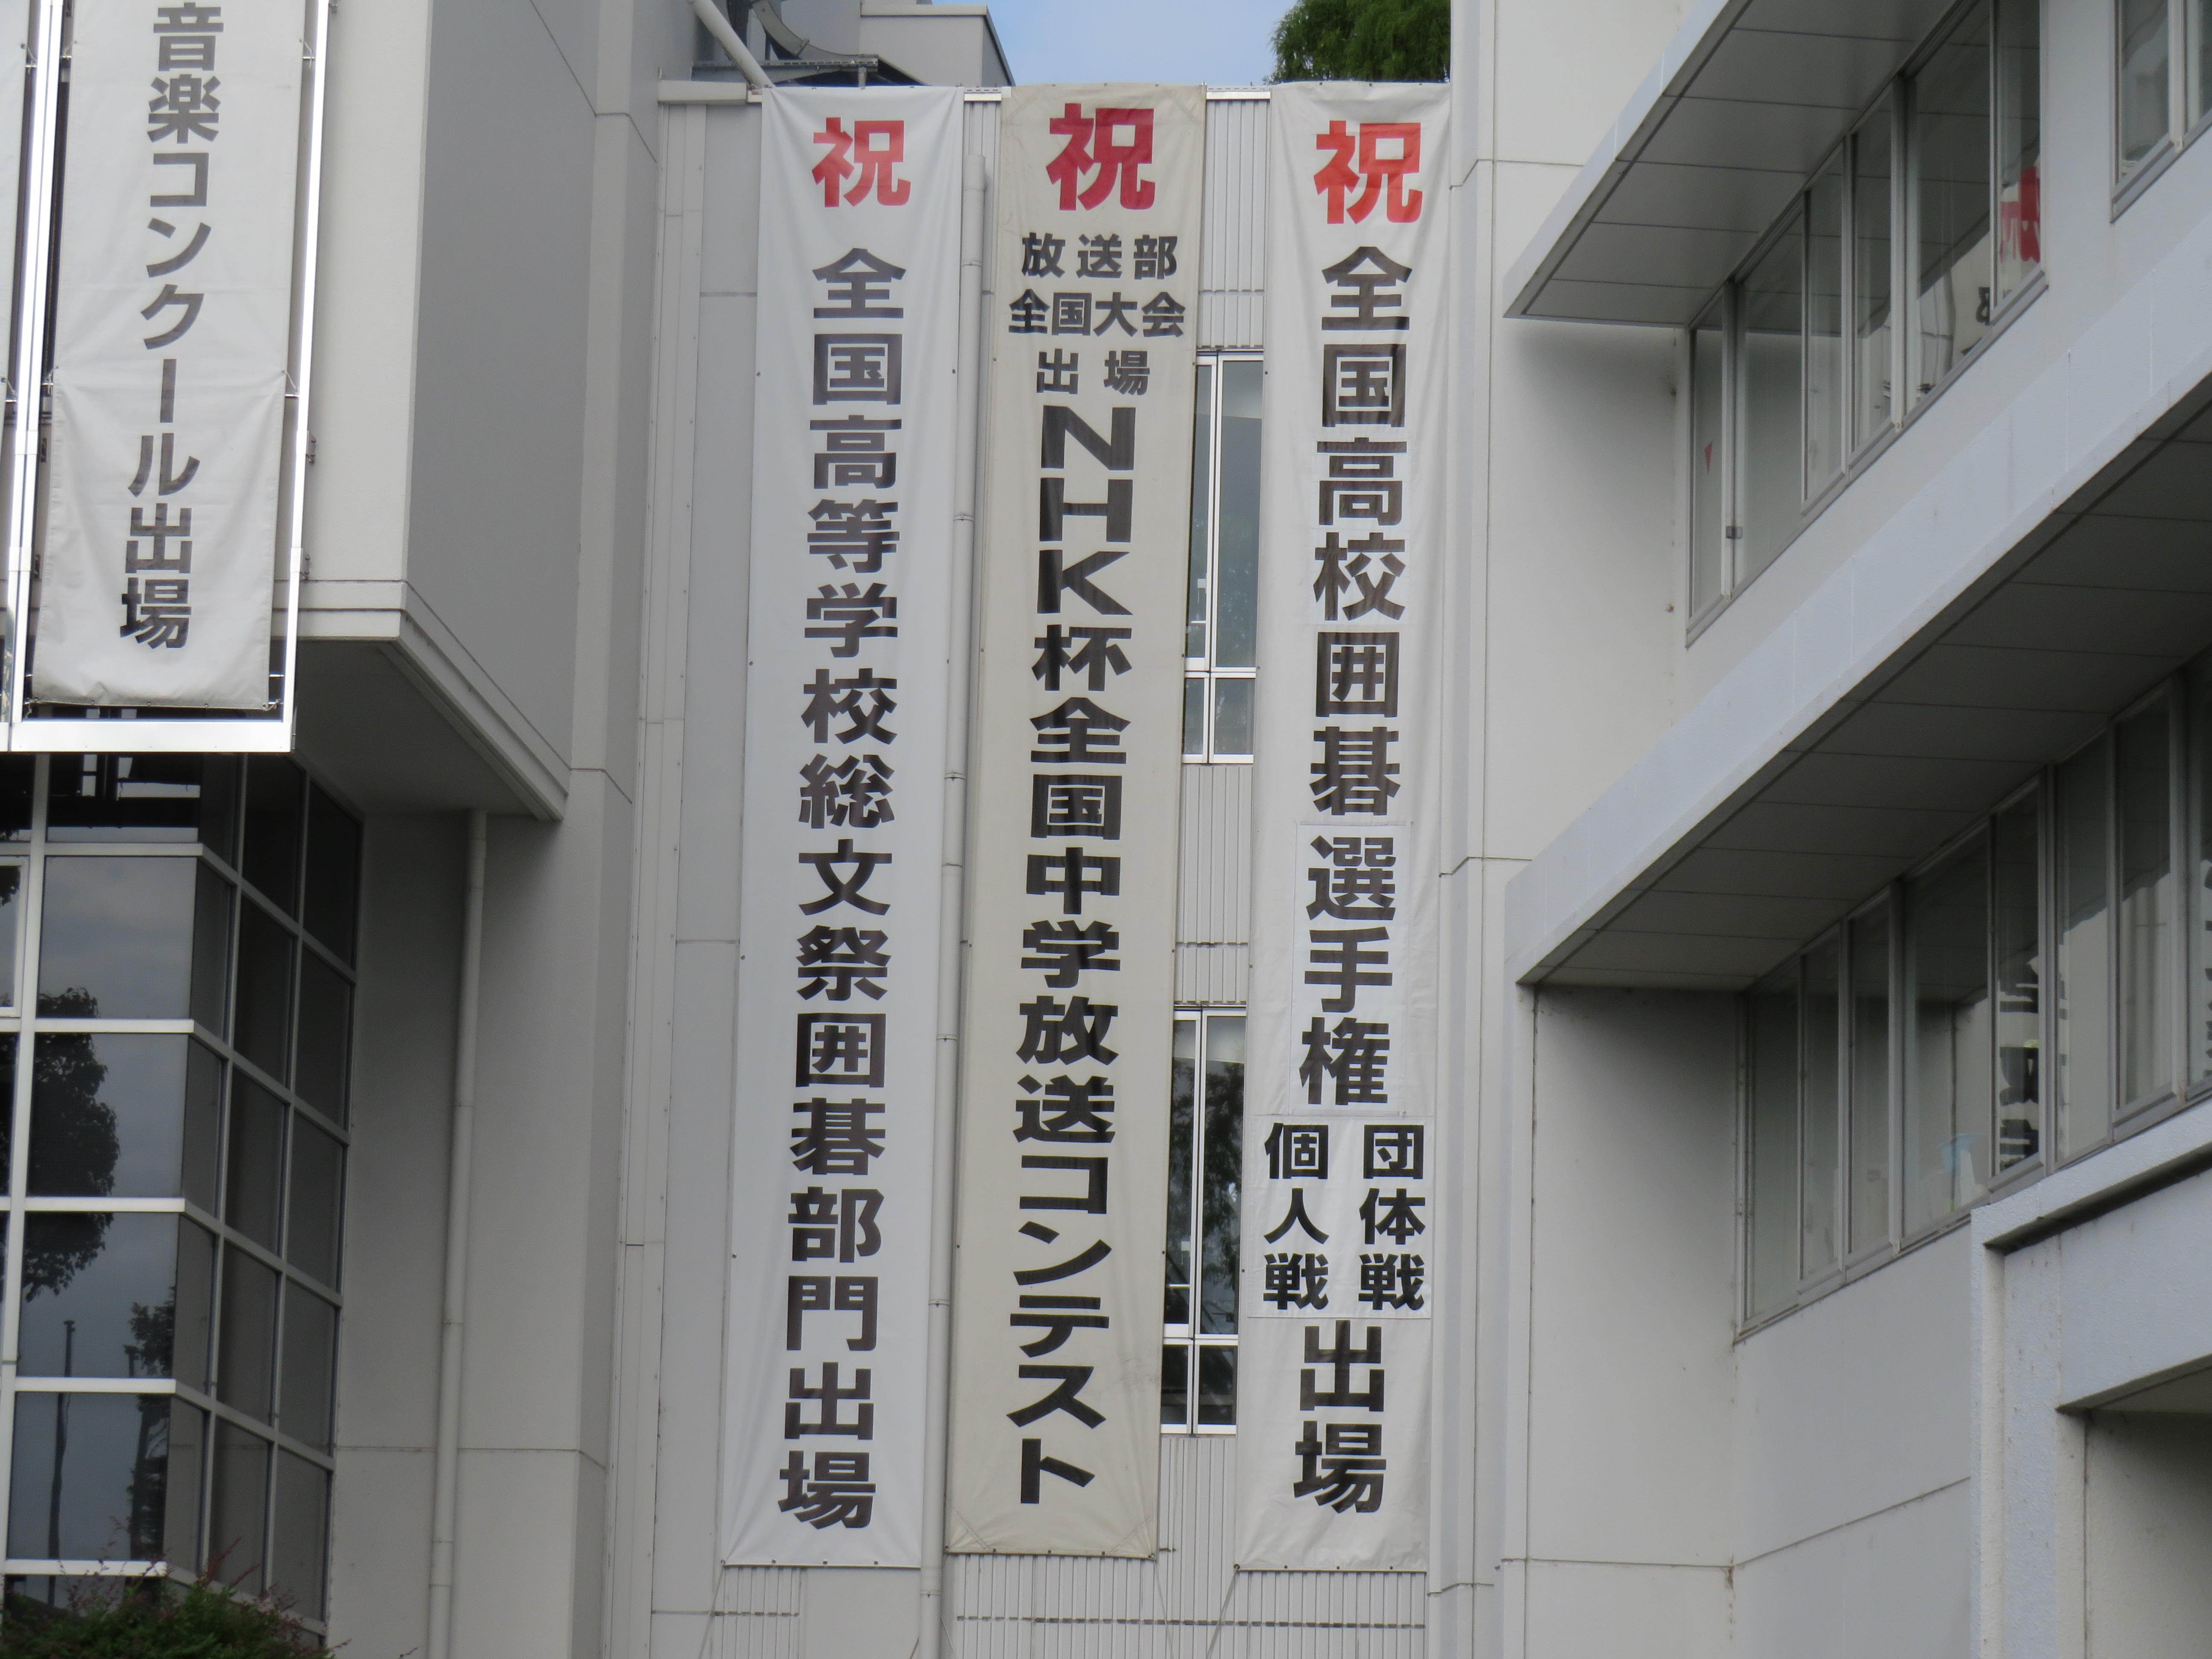 音楽コンクール出場
祝
全国高等学校総文祭囲碁部門出場
祝
放送部
全国大会
出場
NHK杯全国中学放送コンテスト
祝
全国高校囲碁選手権
団体戦
個人戦
出場